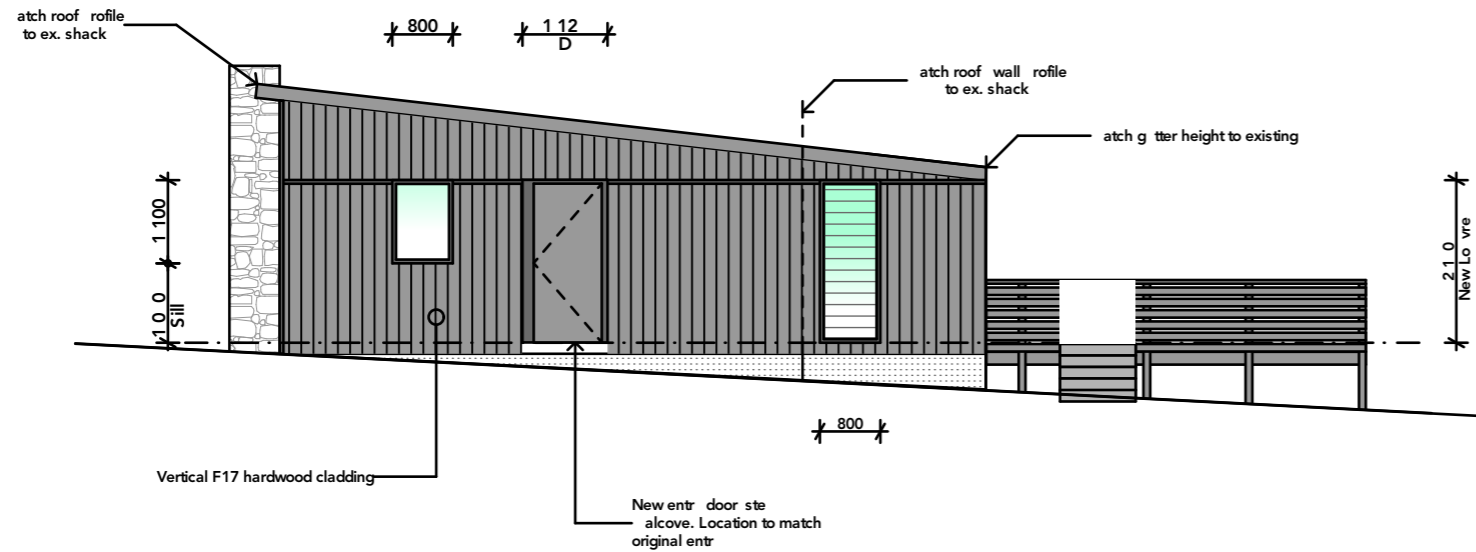 atch roof rofile
to ex. shack
800
1 12
D
atch roof wall rofile
to ex. shack
atch g tter height to existing
1 100
1 0 0
Sill
2 1 0
New Lo vre
800
Vertical F17 hardwood cladding
New entr door ste
alcove. Location to match
original entr